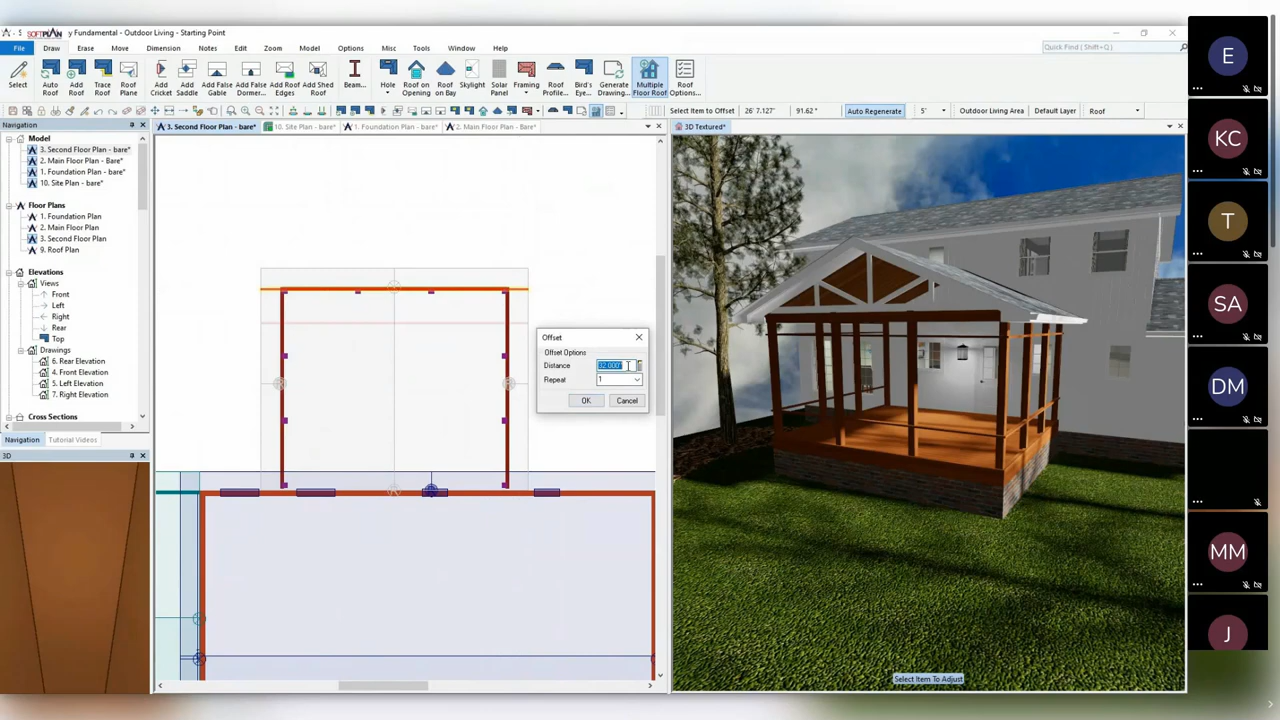 SOFTPLAN y Fundamental - Outdoor Living - Starting Point
File Draw Erase Move Dimension Notes Edit Zoom Model Options Misc Tools Window Help
Quick Find ( Shift+Q )
Select
Auto Roof
Add Roof
Trace Roof
Roof Plane
Add Cricket
Add Saddle
Add False Gable
Add False Dormer...
Add Roof Edges
Add Shed Roof
Beam...
Hole
Roof on Opening
Roof on Bay
Skylight
Solar Panel
Framing
Roof Profile...
Bird's Eye...
Generate Drawing
Multiple Floor Roof
Roof Options...
Select Item to Offset 26' 7.127" 91.62° Auto Regenerate 5' Outdoor Living Area Default Layer Roof
Navigation
3. Second Floor Plan - bare* 10. Site Plan - bare* 1. Foundation Plan - bare* 2. Main Floor Plan - Bare*
3D Textured*
Model
3. Second Floor Plan - bare*
2. Main Floor Plan - Bare*
1. Foundation Plan - bare*
10. Site Plan - bare*
Floor Plans
1. Foundation Plan
2. Main Floor Plan
3. Second Floor Plan
9. Roof Plan
Elevations
Views
Front
Left
Right
Rear
Top
Drawings
6. Rear Elevation
4. Front Elevation
5. Left Elevation
7. Right Elevation
Cross Sections
Navigation Tutorial Videos
3D
Offset
Offset Options
Distance 32.000"
Repeat 1
OK Cancel
Select Item To Adjust
E
KC
T
SA
DM
MM
J